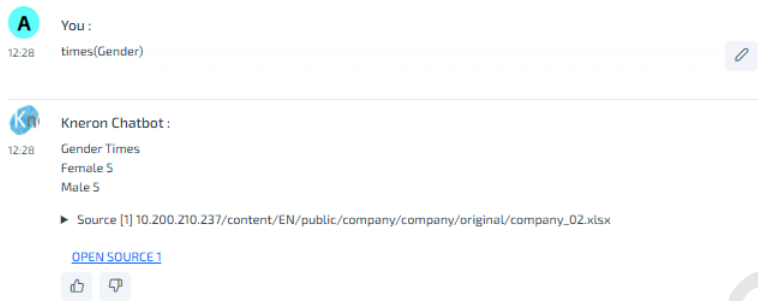 A
You :
12:28
times(Gender)
Kn
Kneron Chatbot :
12:28
Gender Times
Female 5
Male 5
▶ Source [1] 10.200.210.237/content/EN/public/company/company/original/company_02.xlsx
OPEN SOURCE 1